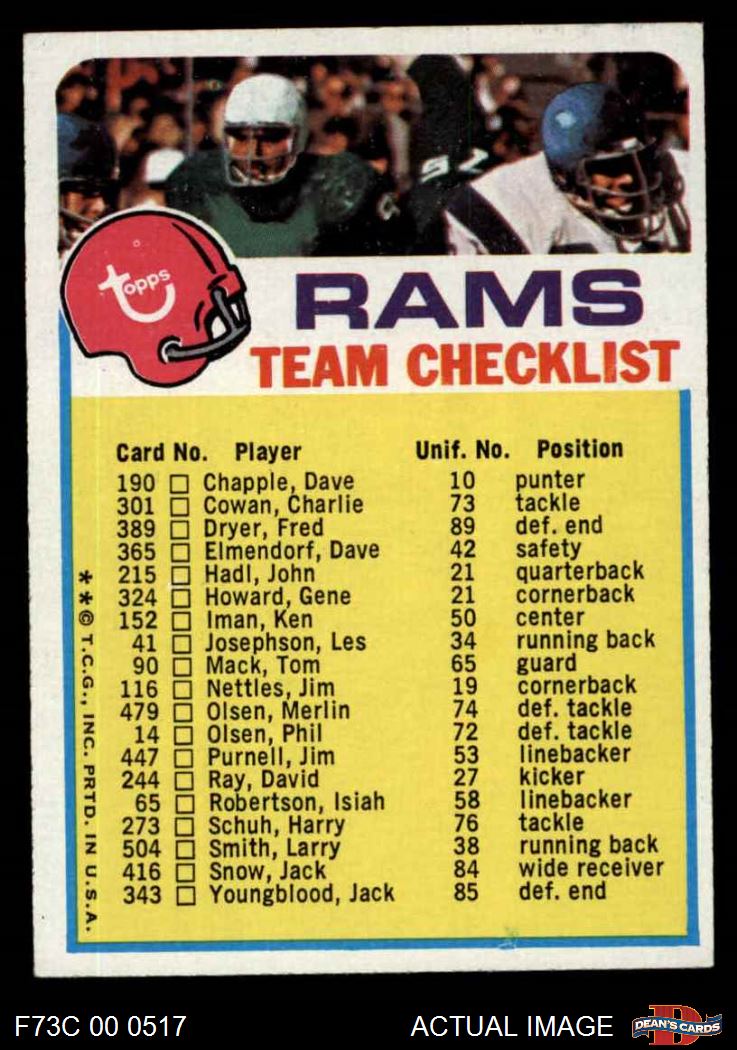 51
topps
RAMS
TEAM CHECKLIST
Card No. Player Unif. No. Position
190 □ Chapple, Dave 10 punter
301 □ Cowan, Charlie 73 tackle
389 □ Dryer, Fred 89 def. end
365 □ Elmendorf, Dave 42 safety
215 □ Hadl, John 21 quarterback
324 □ Howard, Gene 21 cornerback
152 □ Iman, Ken 50 center
41 □ Josephson, Les 34 running back
90 □ Mack, Tom 65 guard
116 □ Nettles, Jim 19 cornerback
479 □ Olsen, Merlin 74 def. tackle
14 □ Olsen, Phil 72 def. tackle
447 □ Purnell, Jim 53 linebacker
244 □ Ray, David 27 kicker
65 □ Robertson, Isiah 58 linebacker
273 □ Schuh, Harry 76 tackle
504 □ Smith, Larry 38 running back
416 □ Snow, Jack 84 wide receiver
343 □ Youngblood, Jack 85 def. end
**© T.C.G., INC. PRTD. IN U.S.A.
F73C 00 0517 ACTUAL IMAGE
DEAN'S CARDS